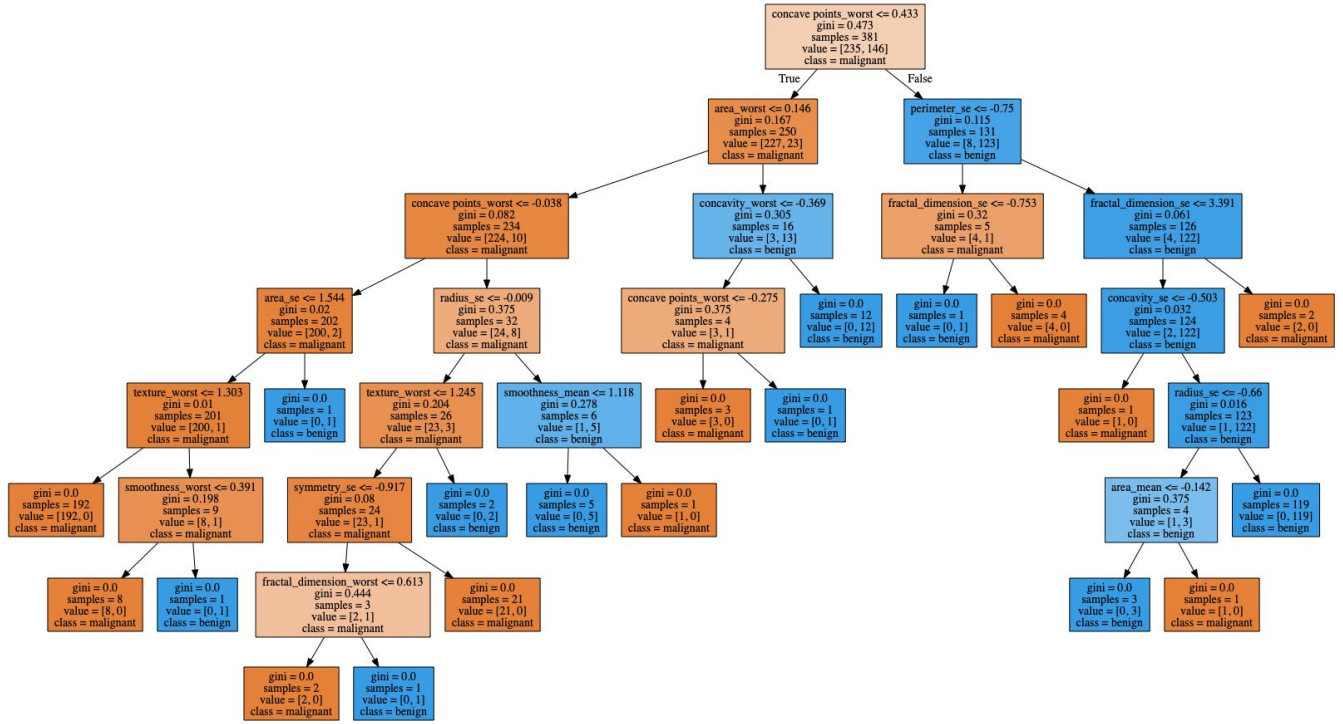 concave points_worst <= 0.433
gini = 0.473
samples = 381
value = [235, 146]
class = malignant
True
False
area_worst <= 0.146
gini = 0.167
samples = 250
value = [227, 23]
class = malignant
perimeter_se <= -0.75
gini = 0.115
samples = 131
value = [8, 123]
class = benign
concave points_worst <= -0.038
gini = 0.082
samples = 234
value = [224, 10]
class = malignant
concavity_worst <= -0.369
gini = 0.305
samples = 16
value = [3, 13]
class = benign
fractal_dimension_se <= -0.753
gini = 0.32
samples = 5
value = [4, 1]
class = malignant
fractal_dimension_se <= 3.391
gini = 0.061
samples = 126
value = [4, 122]
class = benign
area_se <= 1.544
gini = 0.02
samples = 202
value = [200, 2]
class = malignant
radius_se <= -0.009
gini = 0.375
samples = 32
value = [24, 8]
class = malignant
concave points_worst <= -0.275
gini = 0.375
samples = 4
value = [3, 1]
class = malignant
gini = 0.0
samples = 12
value = [0, 12]
class = benign
gini = 0.0
samples = 1
value = [0, 1]
class = benign
gini = 0.0
samples = 4
value = [4, 0]
class = malignant
concavity_se <= -0.503
gini = 0.032
samples = 124
value = [2, 122]
class = benign
gini = 0.0
samples = 2
value = [2, 0]
class = malignant
texture_worst <= 1.303
gini = 0.01
samples = 201
value = [200, 1]
class = malignant
gini = 0.0
samples = 1
value = [0, 1]
class = benign
texture_worst <= 1.245
gini = 0.204
samples = 26
value = [23, 3]
class = malignant
smoothness_mean <= 1.118
gini = 0.278
samples = 6
value = [1, 5]
class = benign
gini = 0.0
samples = 3
value = [3, 0]
class = malignant
gini = 0.0
samples = 1
value = [0, 1]
class = benign
gini = 0.0
samples = 1
value = [1, 0]
class = malignant
radius_se <= -0.66
gini = 0.016
samples = 123
value = [1, 122]
class = benign
gini = 0.0
samples = 192
value = [192, 0]
class = malignant
smoothness_worst <= 0.391
gini = 0.198
samples = 9
value = [8, 1]
class = malignant
symmetry_se <= -0.917
gini = 0.08
samples = 24
value = [23, 1]
class = malignant
gini = 0.0
samples = 2
value = [0, 2]
class = benign
gini = 0.0
samples = 5
value = [0, 5]
class = benign
gini = 0.0
samples = 1
value = [1, 0]
class = malignant
area_mean <= -0.142
gini = 0.375
samples = 4
value = [1, 3]
class = benign
gini = 0.0
samples = 119
value = [0, 119]
class = benign
gini = 0.0
samples = 8
value = [8, 0]
class = malignant
gini = 0.0
samples = 1
value = [0, 1]
class = benign
fractal_dimension_worst <= 0.613
gini = 0.444
samples = 3
value = [2, 1]
class = malignant
gini = 0.0
samples = 21
value = [21, 0]
class = malignant
gini = 0.0
samples = 3
value = [0, 3]
class = benign
gini = 0.0
samples = 1
value = [1, 0]
class = malignant
gini = 0.0
samples = 2
value = [2, 0]
class = malignant
gini = 0.0
samples = 1
value = [0, 1]
class = benign